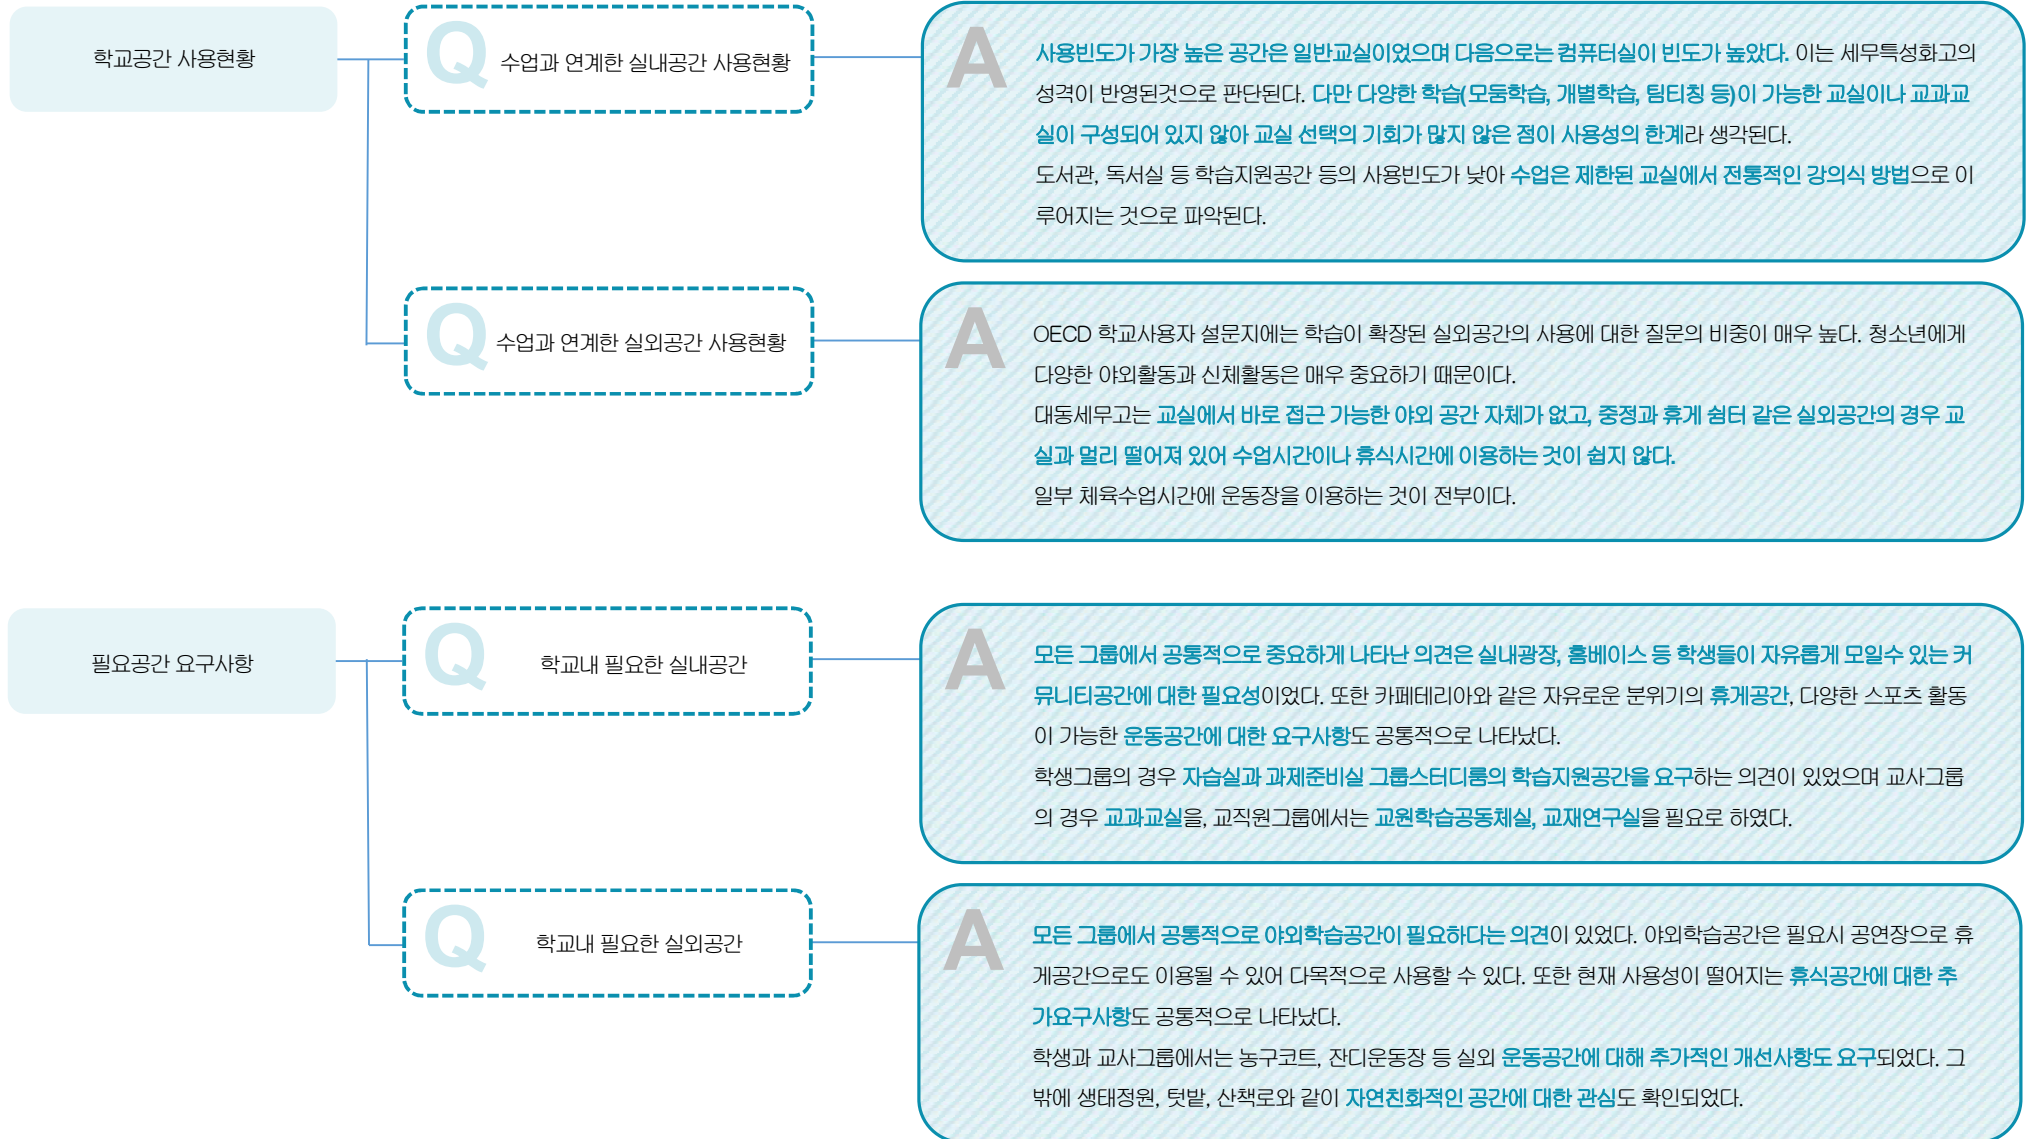 학교공간 사용현황
Q
수업과 연계한 실내공간 사용현황
A
사용빈도가 가장 높은 공간은 일반교실이었으며 다음으로는 컴퓨터실이 빈도가 높았다. 이는 세무특성화고의
성격이 반영된것으로 판단된다. 다만 다양한 학습(모둠학습, 개별학습, 팀티칭 등)이 가능한 교실이나 교과교
실이 구성되어 있지 않아 교실 선택의 기회가 많지 않은 점이 사용성의 한계라 생각된다.
도서관, 독서실 등 학습지원공간 등의 사용빈도가 낮아 수업은 제한된 교실에서 전통적인 강의식 방법으로 이
루어지는 것으로 파악된다.
Q
수업과 연계한 실외공간 사용현황
A
OECD 학교사용자 설문지에는 학습이 확장된 실외공간의 사용에 대한 질문의 비중이 매우 높다. 청소년에게
다양한 야외활동과 신체활동은 매우 중요하기 때문이다.
대동세무고는 교실에서 바로 접근 가능한 야외 공간 자체가 없고, 중정과 휴게 쉼터 같은 실외공간의 경우 교
실과 멀리 떨어져 있어 수업시간이나 휴식시간에 이용하는 것이 쉽지 않다.
일부 체육수업시간에 운동장을 이용하는 것이 전부이다.
필요공간 요구사항
Q
학교내 필요한 실내공간
A
모든 그룹에서 공통적으로 중요하게 나타난 의견은 실내광장, 홈베이스 등 학생들이 자유롭게 모일수 있는 커
뮤니티공간에 대한 필요성이었다. 또한 카페테리아와 같은 자유로운 분위기의 휴게공간, 다양한 스포츠 활동
이 가능한 운동공간에 대한 요구사항도 공통적으로 나타났다.
학생그룹의 경우 자습실과 과제준비실 그룹스터디룸의 학습지원공간을 요구하는 의견이 있었으며 교사그룹
의 경우 교과교실을, 교직원그룹에서는 교원학습공동체실, 교재연구실을 필요로 하였다.
Q
학교내 필요한 실외공간
A
모든 그룹에서 공통적으로 야외학습공간이 필요하다는 의견이 있었다. 야외학습공간은 필요시 공연장으로 휴
게공간으로도 이용될 수 있어 다목적으로 사용할 수 있다. 또한 현재 사용성이 떨어지는 휴식공간에 대한 추
가요구사항도 공통적으로 나타났다.
학생과 교사그룹에서는 농구코트, 잔디운동장 등 실외 운동공간에 대해 추가적인 개선사항도 요구되었다. 그
밖에 생태정원, 텃밭, 산책로와 같이 자연친화적인 공간에 대한 관심도 확인되었다.